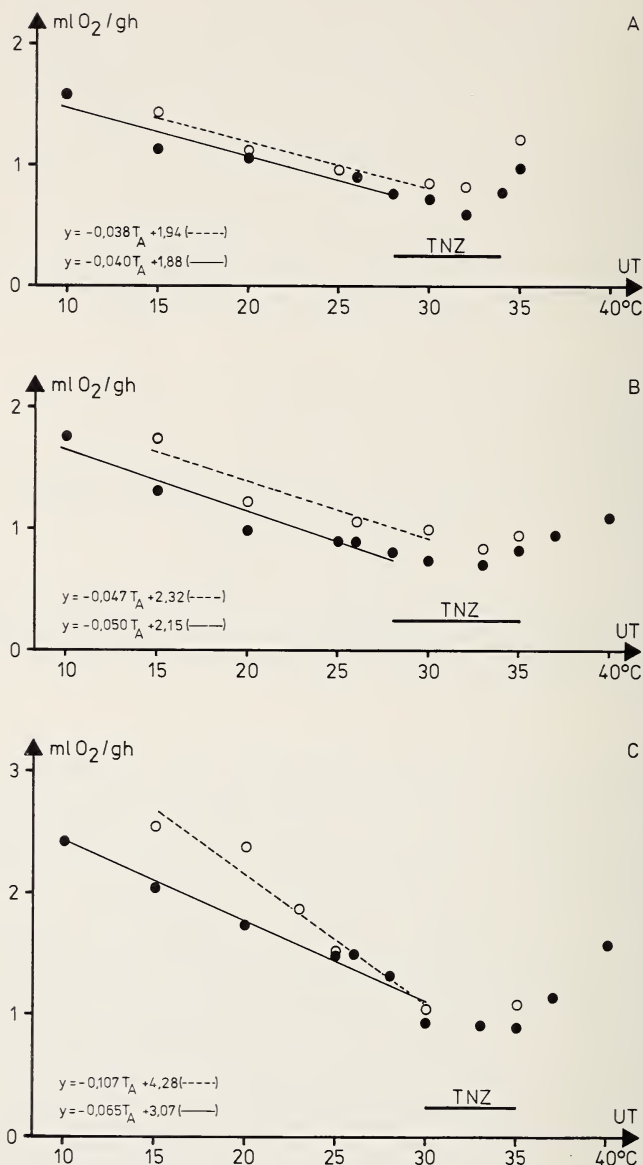 ml O2/gh A
2
1
0
y = -0,038 TA + 1,94 (-----)
y = -0,040 TA + 1,88 (——)
TNZ
UT
10 15 20 25 30 35 40°C
ml O2/gh B
2
1
0
y = -0,047 TA + 2,32 (----)
y = -0,050 TA + 2,15 (——)
TNZ
UT
10 15 20 25 30 35 40°C
ml O2/gh C
3
2
1
0
y = -0,107 TA + 4,28 (-----)
y = -0,065 TA + 3,07 (——)
TNZ
UT
10 15 20 25 30 35 40°C